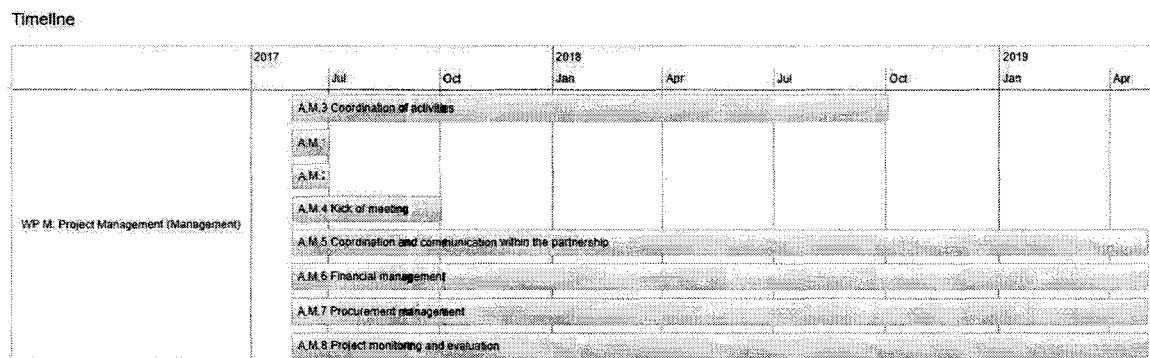 Timeline
2017 2018 2019
Jul Oct Jan Apr Jul Oct Jan Apr
A.M.3 Coordination of activities
A.M.
A.M.
A.M.4 Kick of meeting
WP M: Project Management (Management)
A.M.5 Coordination and communication within the partnership
A.M.6 Financial management
A.M.7 Procurement management
A.M.8 Project monitoring and evaluation